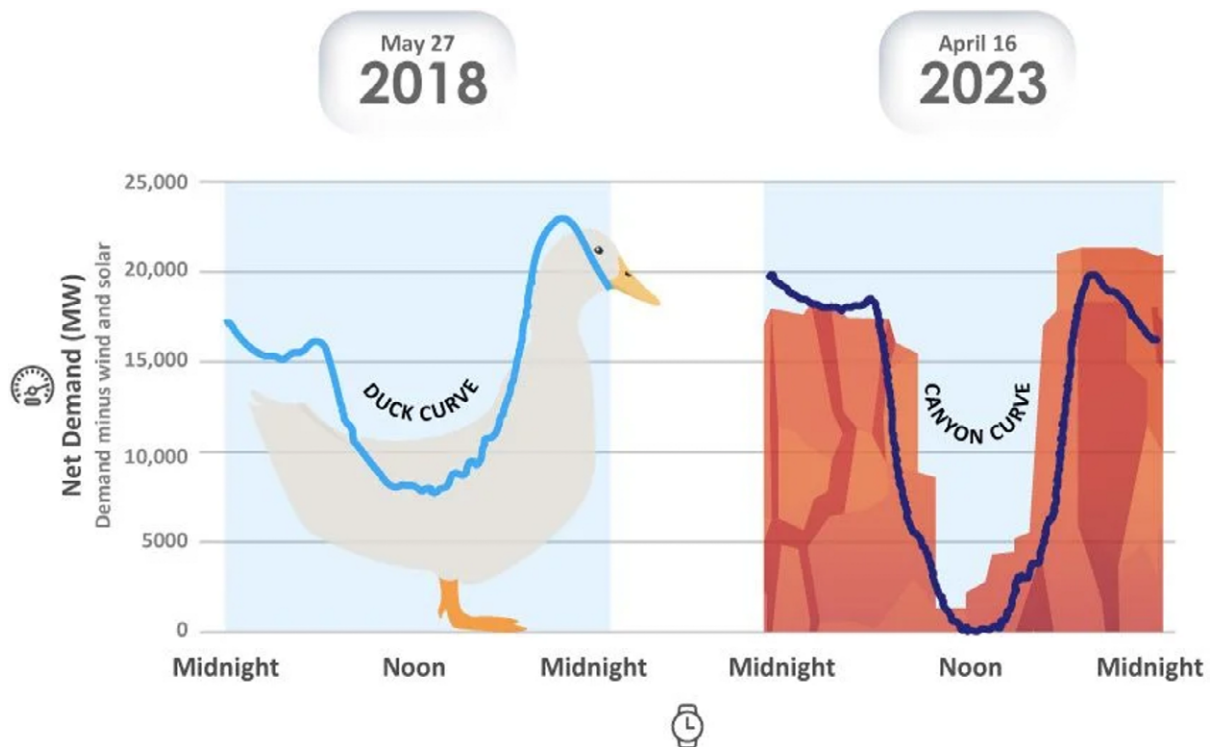 May 27
2018
April 16
2023
Net Demand (MW)
Demand minus wind and solar
25,000
20,000
15,000
10,000
5000
0
DUCK CURVE
CANYON CURVE
Midnight
Noon
Midnight
Midnight
Noon
Midnight